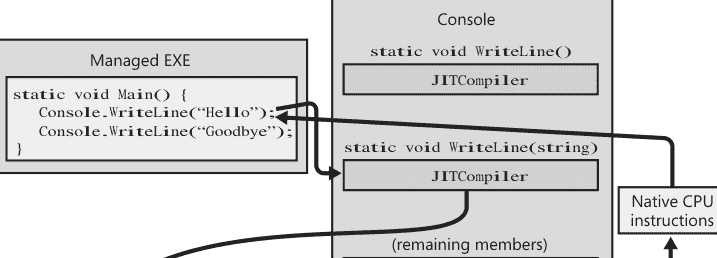 Console
static void WriteLine()
JITCompiler
Managed EXE
static void Main() {
Console.WriteLine(“Hello”);
Console.WriteLine(“Goodbye”);
}
static void WriteLine(string)
JITCompiler
Native CPU
instructions
(remaining members)